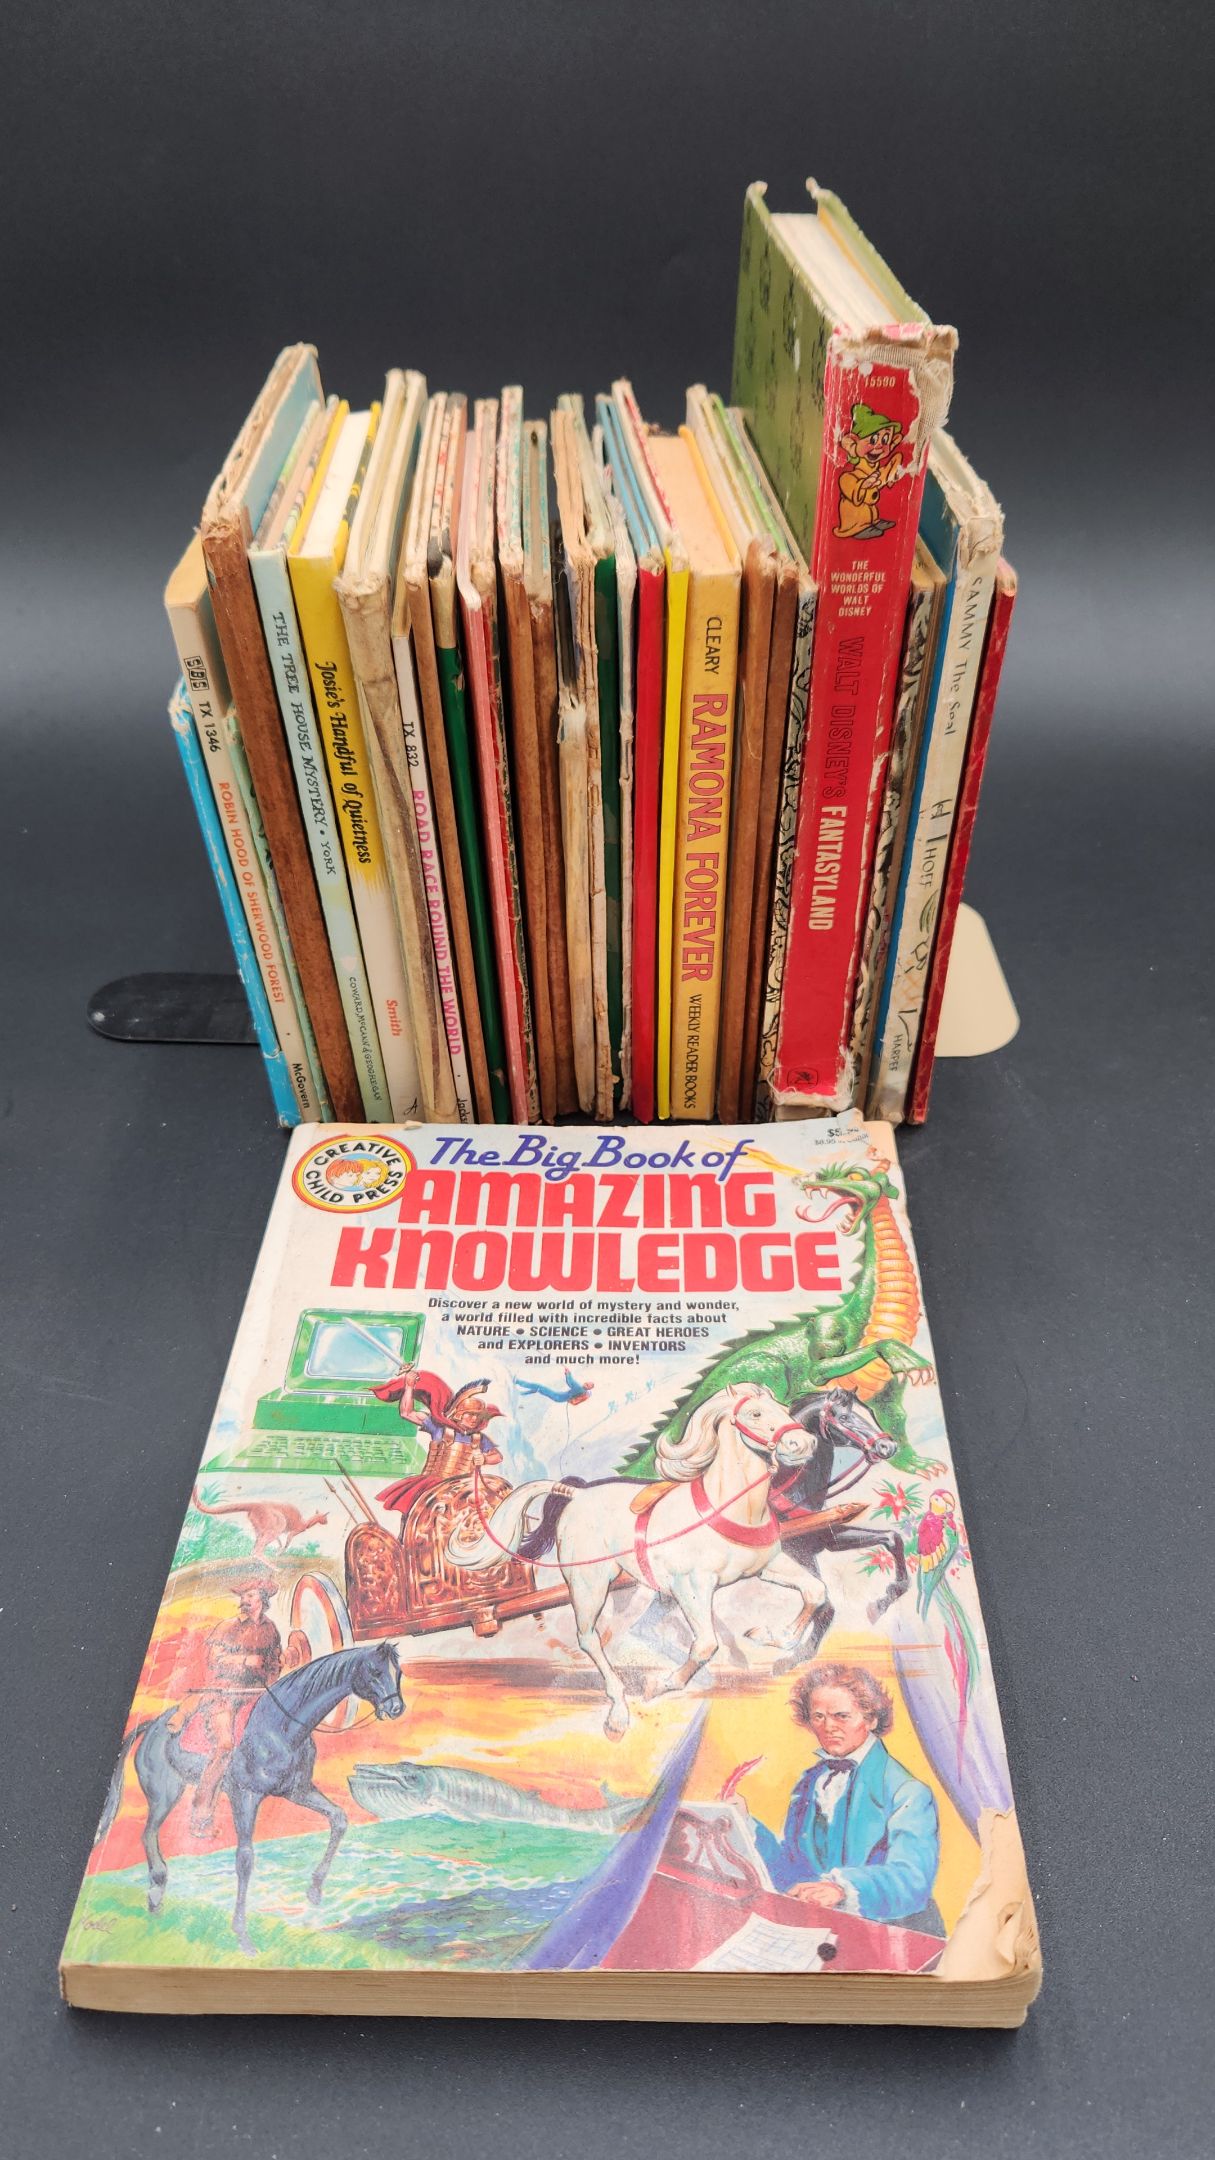 SBS TX 1346 ROBIN HOOD OF SHERWOOD FOREST McGovern
THE TREE HOUSE MYSTERY • YORK COWARD, McCANN & GEOGHEGAN
Josie's Handful of Quietness Smith
TX 832 ROAD RACE ROUND THE WORLD
CLEARY RAMONA FOREVER WEEKLY READER BOOKS
15590
THE
WONDERFUL
WORLDS OF
WALT
DISNEY
WALT DISNEY'S FANTASYLAND
SAMMY The Seal HOFF HARPER
CREATIVE
CHILD PRESS
The Big Book of
AMAZING
KNOWLEDGE
Discover a new world of mystery and wonder,
a world filled with incredible facts about
NATURE • SCIENCE • GREAT HEROES
and EXPLORERS • INVENTORS
and much more!